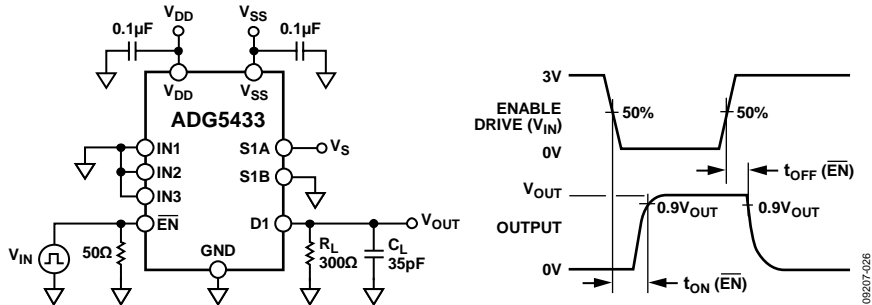 VDD
VSS
0.1µF
0.1µF
VDD
VSS
ADG5433
IN1
IN2
IN3
EN
S1A
VS
S1B
D1
VOUT
GND
VIN
50Ω
RL
300Ω
CL
35pF
3V
ENABLE
DRIVE (VIN)
0V
50%
50%
tOFF (EN)
VOUT
OUTPUT
0V
0.9VOUT
0.9VOUT
tON (EN)
09207-026